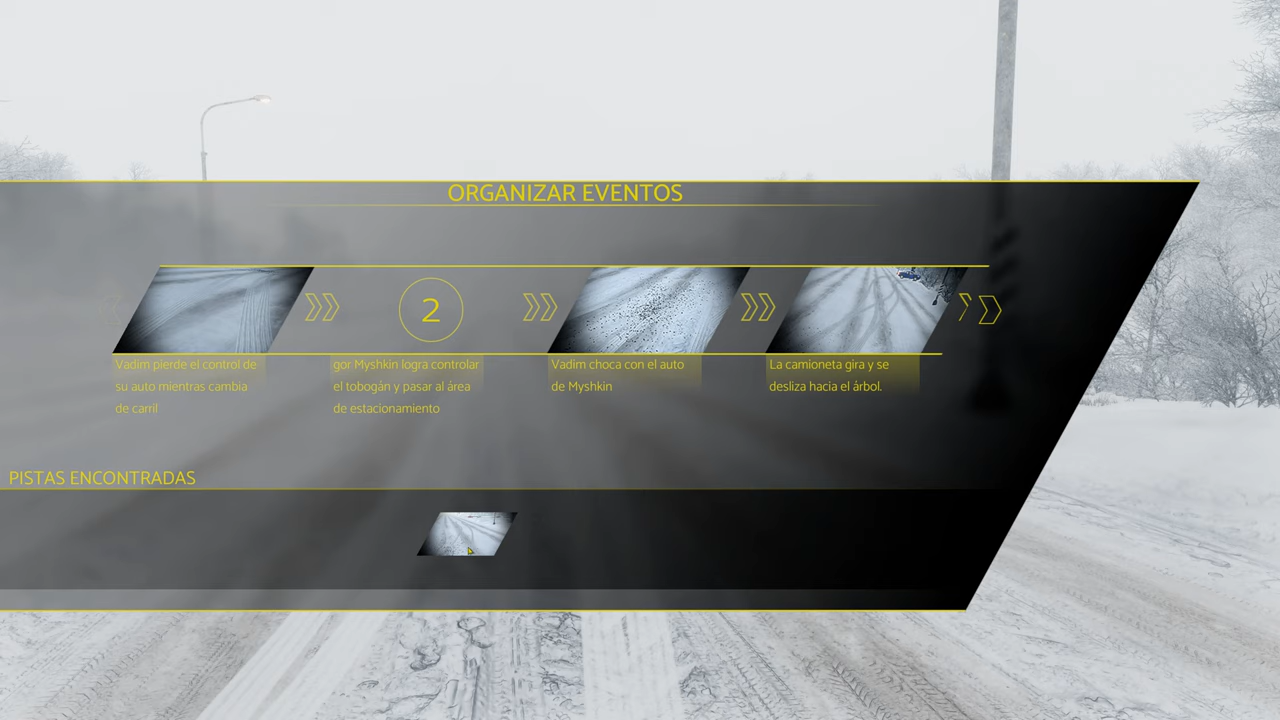 ORGANIZAR EVENTOS
2
Vadim pierde el control de
su auto mientras cambia
de carril
gor Myshkin logra controlar
el tobogán y pasar al área
de estacionamiento
Vadim choca con el auto
de Myshkin
La camioneta gira y se
desliza hacia el árbol.
PISTAS ENCONTRADAS